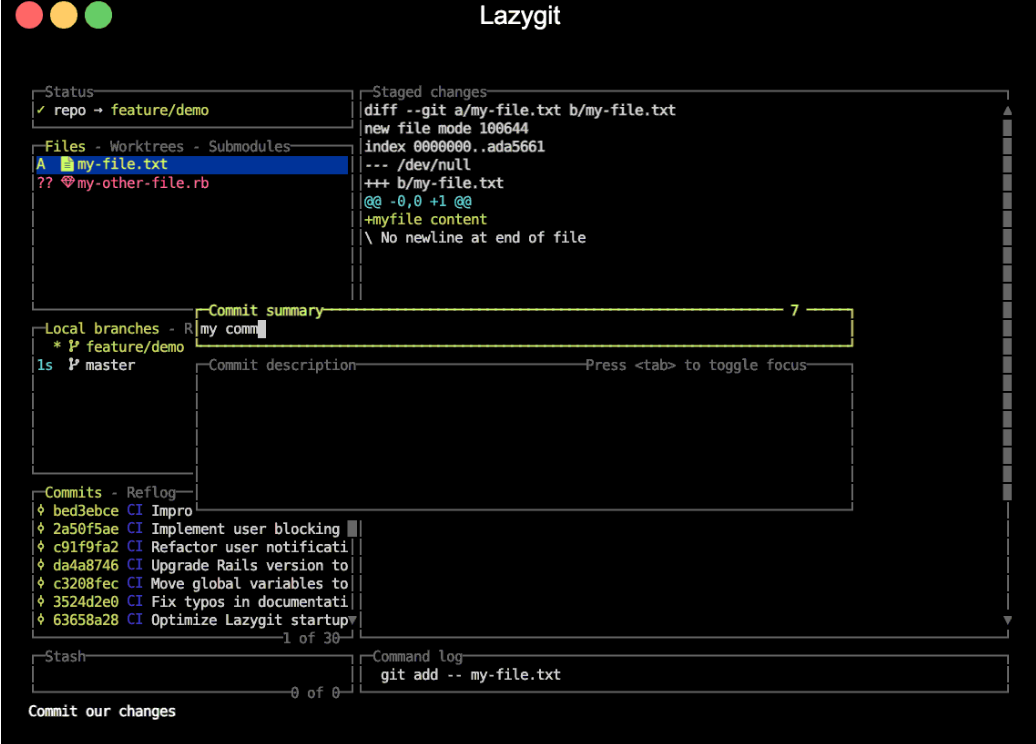 Lazygit
Status
✓ repo → feature/demo
Files - Worktrees - Submodules
A my-file.txt
?? my-other-file.rb
Local branches - R
* feature/demo
1s master
Commits - Reflog
bed3ebce CI Impro
2a50f5ae CI Implement user blocking
c91f9fa2 CI Refactor user notificati
da4a8746 CI Upgrade Rails version to
c3208fec CI Move global variables to
3524d2e0 CI Fix typos in documentati
63658a28 CI Optimize Lazygit startup
1 of 30
Stash
0 of 0
Staged changes
diff --git a/my-file.txt b/my-file.txt
new file mode 100644
index 0000000..ada5661
--- /dev/null
+++ b/my-file.txt
@@ -0,0 +1 @@
+myfile content
\ No newline at end of file
Commit summary 7
my comm
Commit description Press <tab> to toggle focus
Command log
git add -- my-file.txt
Commit our changes